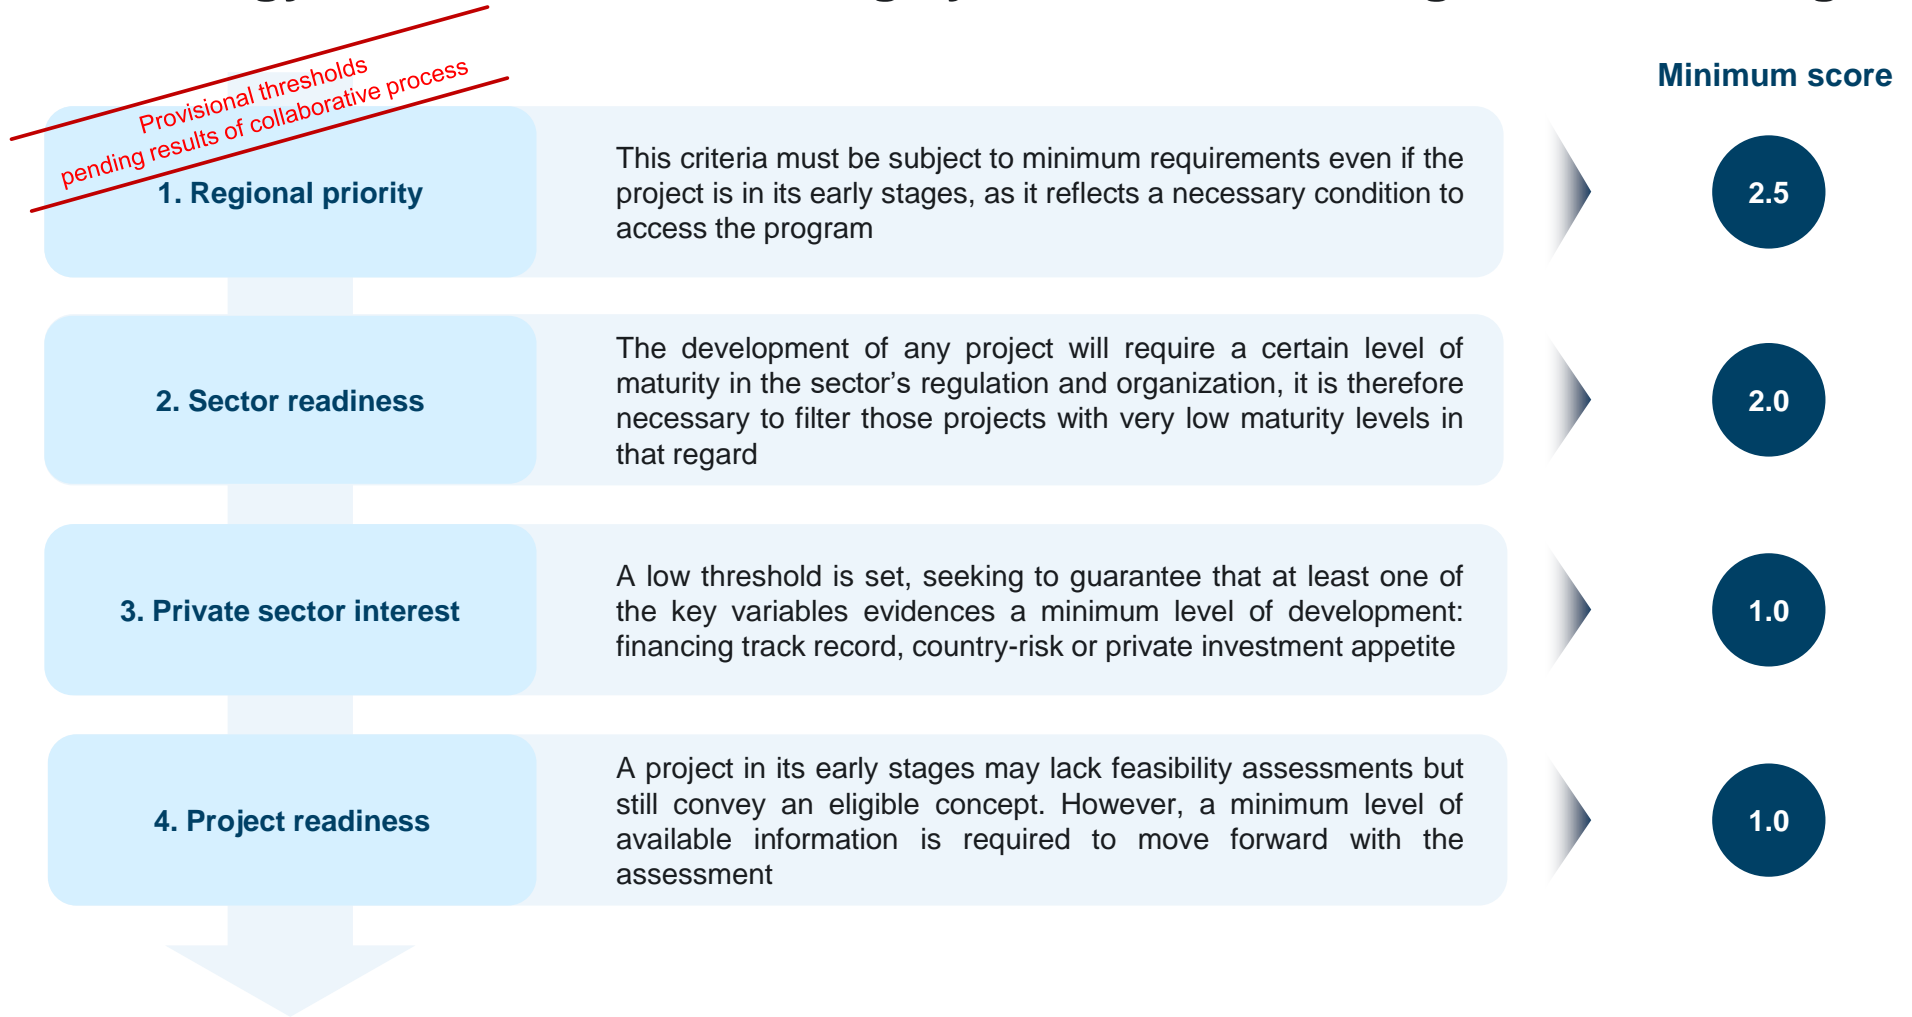 Minimum score
Provisional thresholds
pending results of collaborative process
1. Regional priority
This criteria must be subject to minimum requirements even if the
project is in its early stages, as it reflects a necessary condition to
access the program
2.5
2. Sector readiness
The development of any project will require a certain level of
maturity in the sector’s regulation and organization, it is therefore
necessary to filter those projects with very low maturity levels in
that regard
2.0
3. Private sector interest
A low threshold is set, seeking to guarantee that at least one of
the key variables evidences a minimum level of development:
financing track record, country-risk or private investment appetite
1.0
4. Project readiness
A project in its early stages may lack feasibility assessments but
still convey an eligible concept. However, a minimum level of
available information is required to move forward with the
assessment
1.0